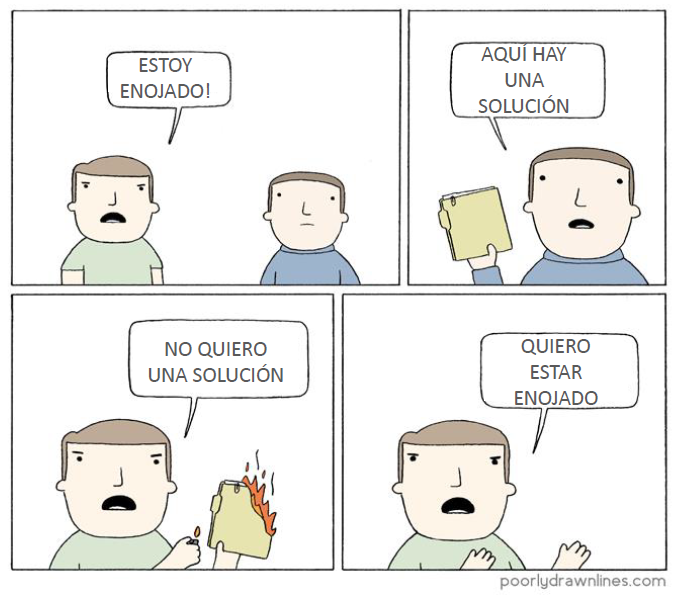 ESTOY
ENOJADO!
AQUÍ HAY
UNA
SOLUCIÓN
NO QUIERO
UNA SOLUCIÓN
QUIERO
ESTAR
ENOJADO
poorlydrawnlines.com